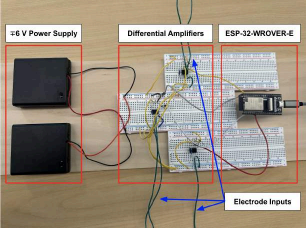 ∓6 V Power Supply
Differential Amplifiers
ESP-32-WROVER-E
Electrode Inputs